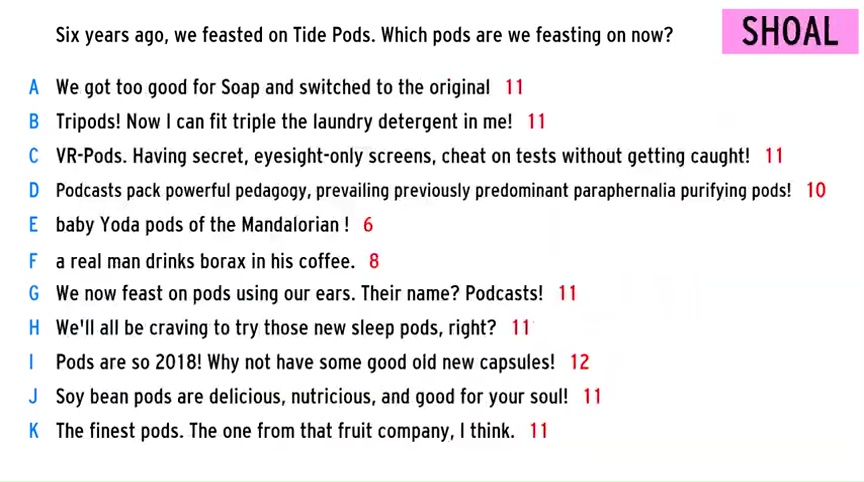 Six years ago, we feasted on Tide Pods. Which pods are we feasting on now?
SHOAL
A We got too good for Soap and switched to the original 11
B Tripods! Now I can fit triple the laundry detergent in me! 11
C VR-Pods. Having secret, eyesight-only screens, cheat on tests without getting caught! 11
D Podcasts pack powerful pedagogy, prevailing previously predominant paraphernalia purifying pods! 10
E baby Yoda pods of the Mandalorian ! 6
F a real man drinks borax in his coffee. 8
G We now feast on pods using our ears. Their name? Podcasts! 11
H We'll all be craving to try those new sleep pods, right? 11
I Pods are so 2018! Why not have some good old new capsules! 12
J Soy bean pods are delicious, nutricious, and good for your soul! 11
K The finest pods. The one from that fruit company, I think. 11